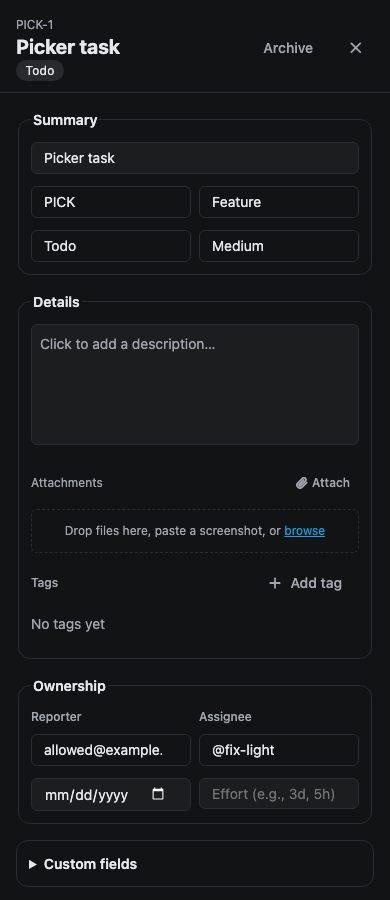 PICK-1
Picker task
Archive
Todo
Summary
Picker task
PICK
Feature
Todo
Medium
Details
Click to add a description...
Attachments
Attach
Drop files here, paste a screenshot, or browse
Tags
Add tag
No tags yet
Ownership
Reporter
Assignee
allowed@example.
@fix-light
mm/dd/yyyy
Effort (e.g., 3d, 5h)
Custom fields